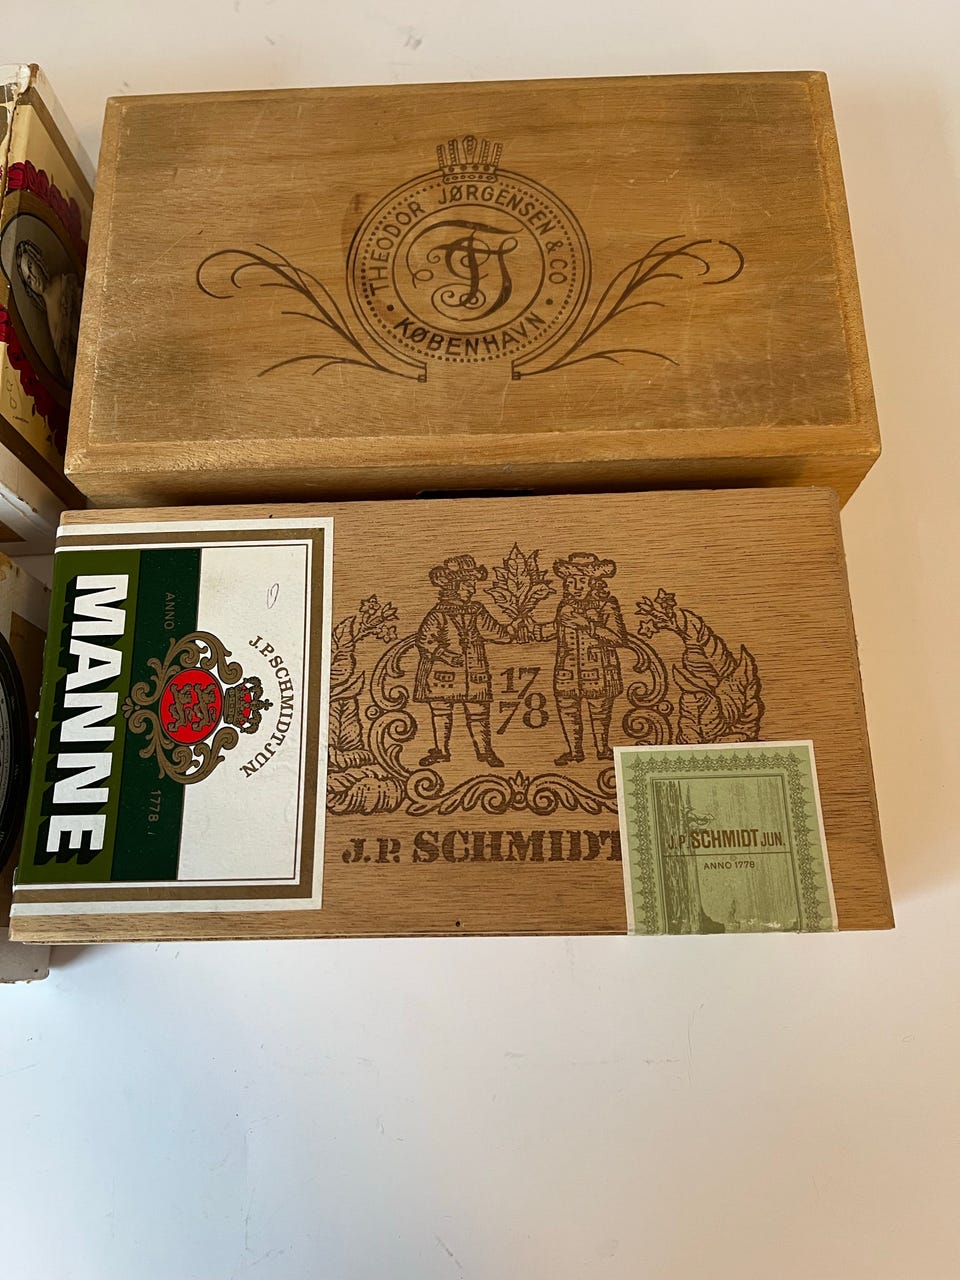 THEODOR JØRGENSEN & CO
TJ
• KØBENHAVN •
MANNE
ANNO
1778
J.P. SCHMIDT JUN
17
78
J.P. SCHMIDT
J.P. SCHMIDT JUN.
ANNO 1778